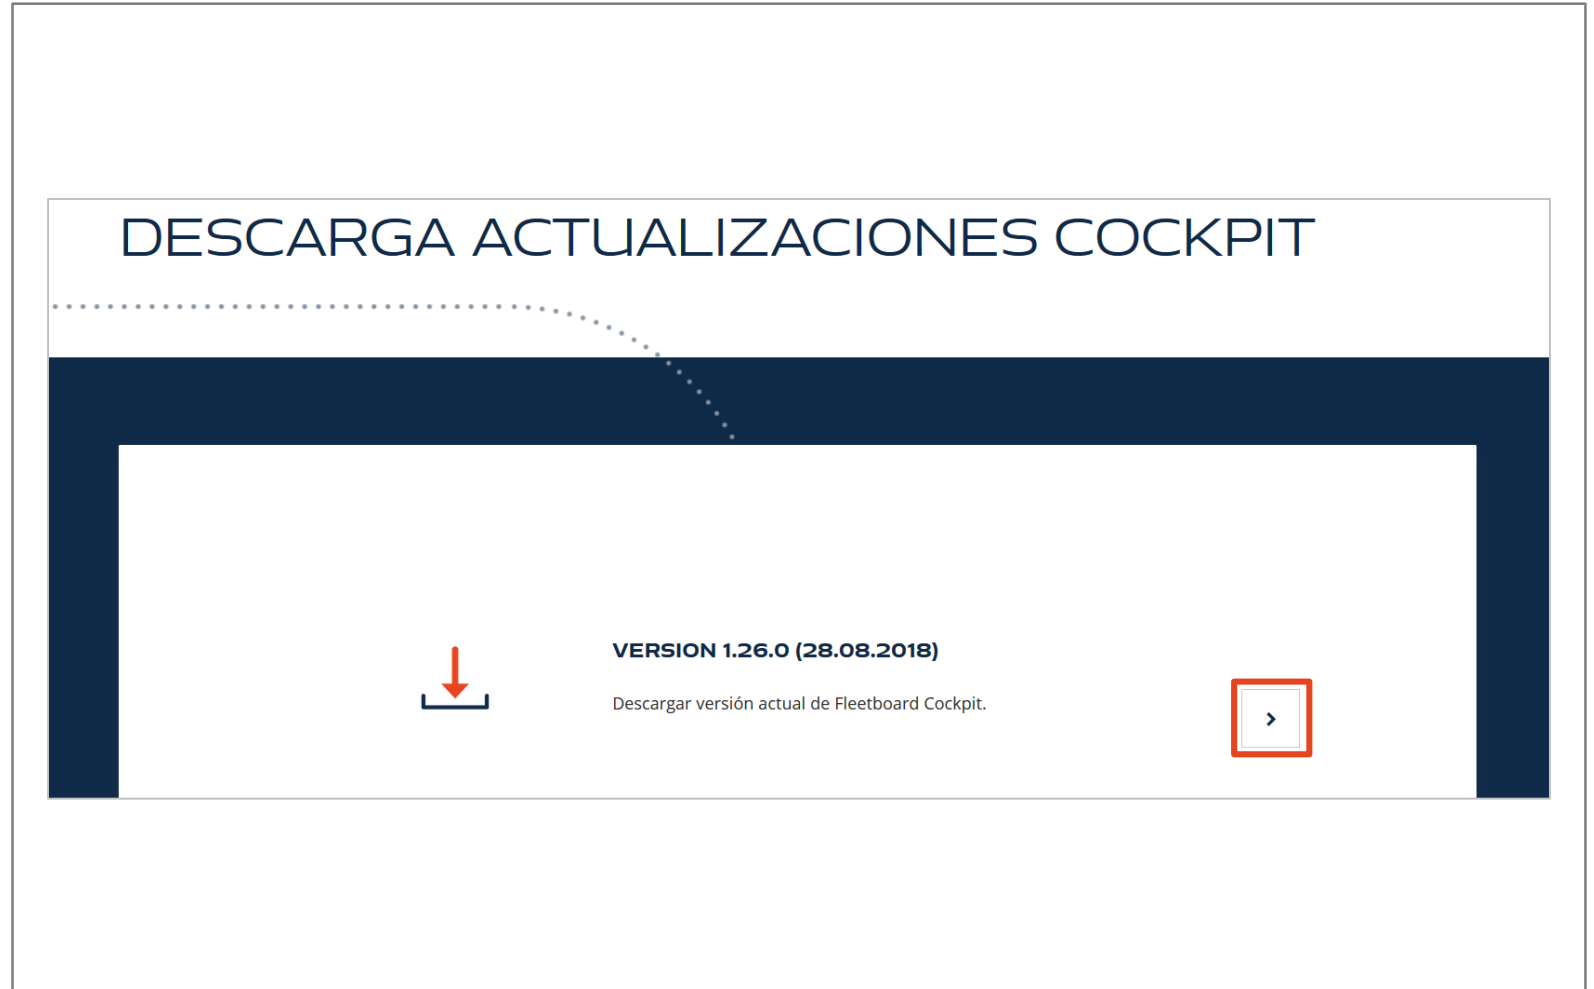 DESCARGA ACTUALIZACIONES COCKPIT
VERSION 1.26.0 (28.08.2018)
Descargar versión actual de Fleetboard Cockpit.